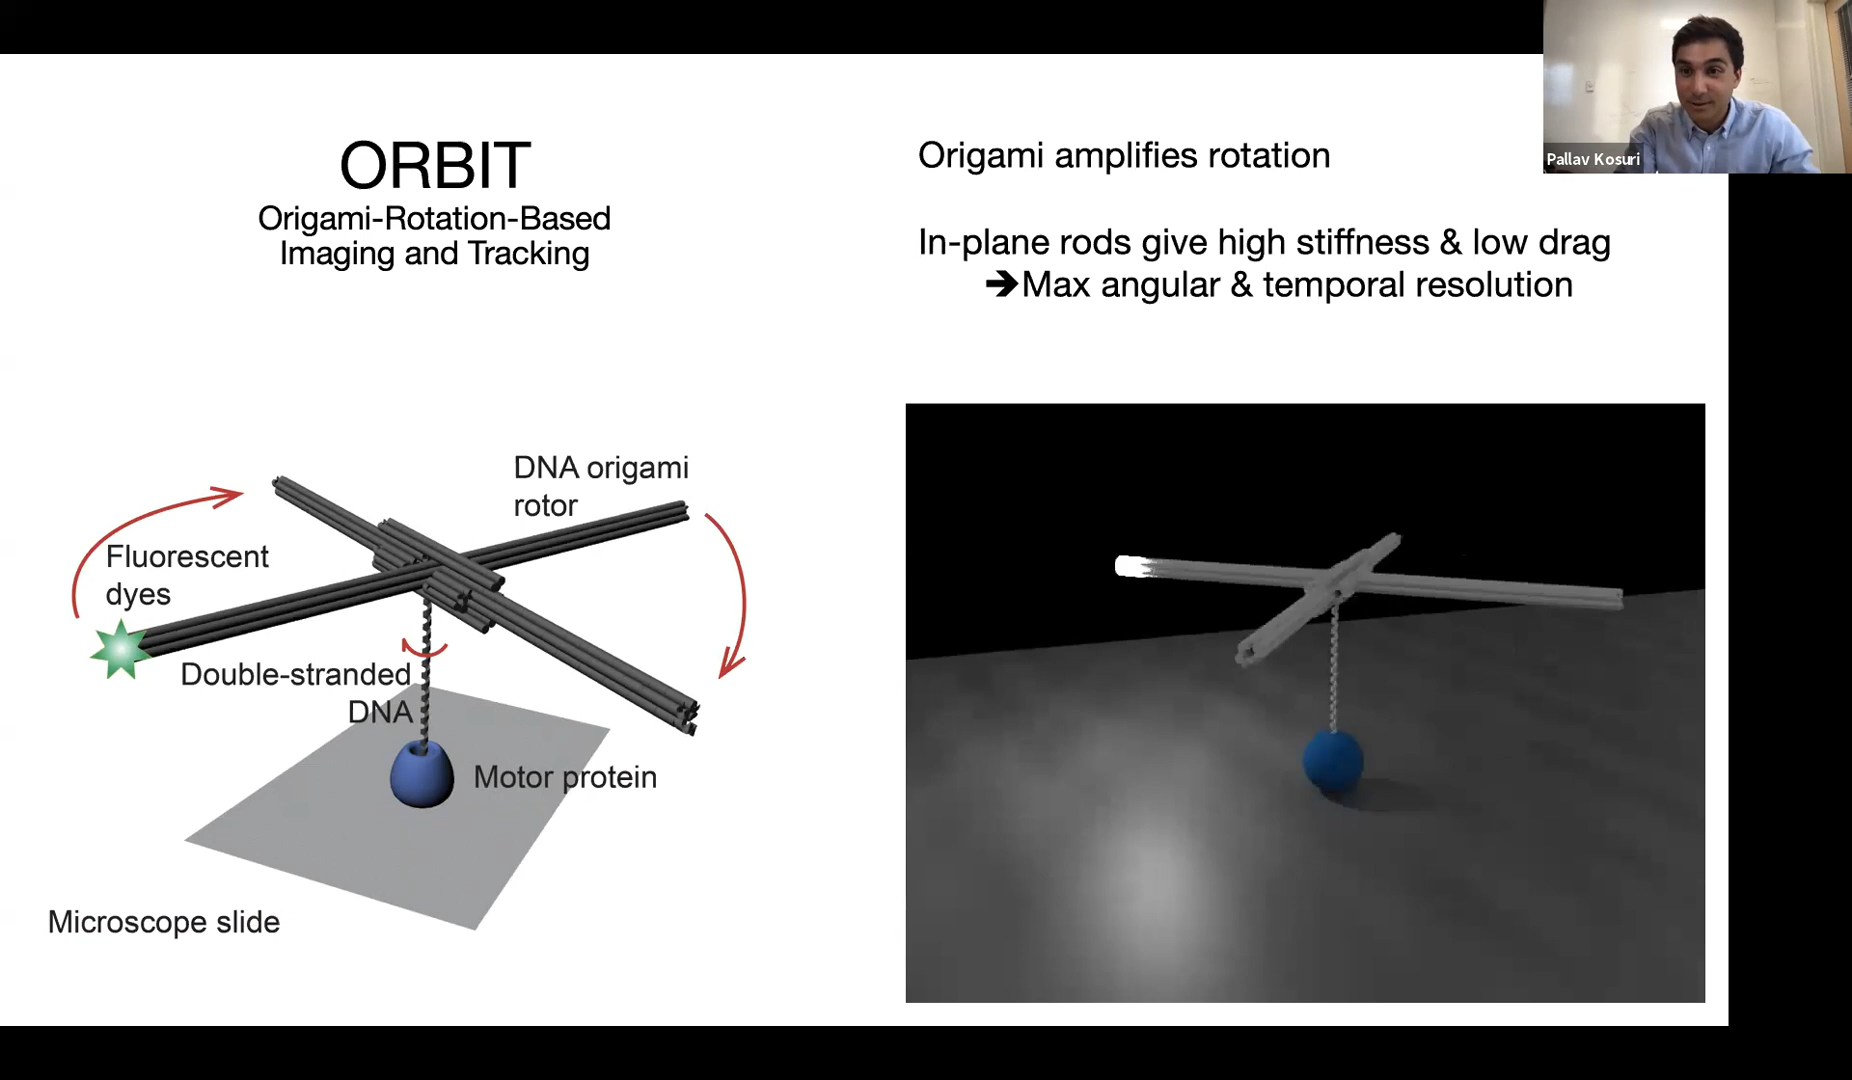 ORBIT
Origami-Rotation-Based
Imaging and Tracking
Origami amplifies rotation
In-plane rods give high stiffness & low drag
➔Max angular & temporal resolution
Pallav Kosuri
DNA origami
rotor
Fluorescent
dyes
Double-stranded
DNA
Motor protein
Microscope slide